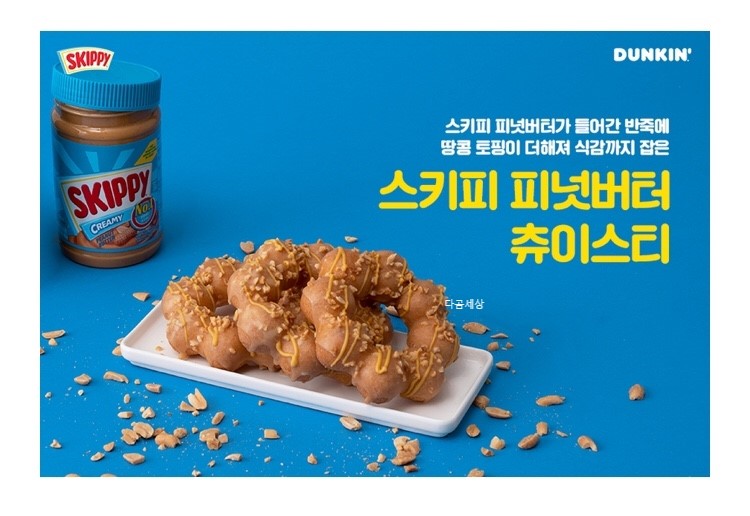 SKIPPY
DUNKIN'
스키피 피넛버터가 들어간 반죽에
땅콩 토핑이 더해져 식감까지 잡은
스키피 피넛버터
츄이스티
SKIPPY
CREAMY
No.1
다곰세상